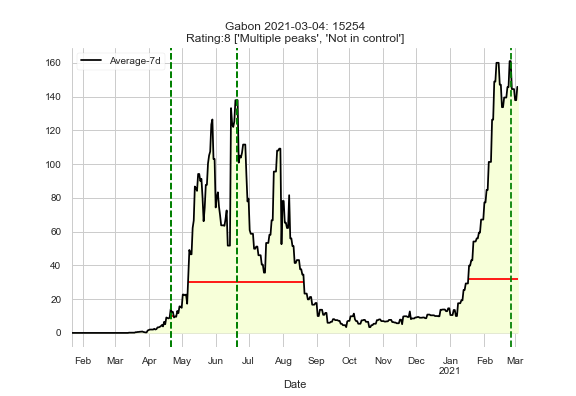 Gabon 2021-03-04: 15254
Rating:8 ['Multiple peaks', 'Not in control']
Average-7d
160
140
120
100
80
60
40
20
0
Feb Mar Apr May Jun Jul Aug Sep Oct Nov Dec Jan Feb Mar
2021
Date